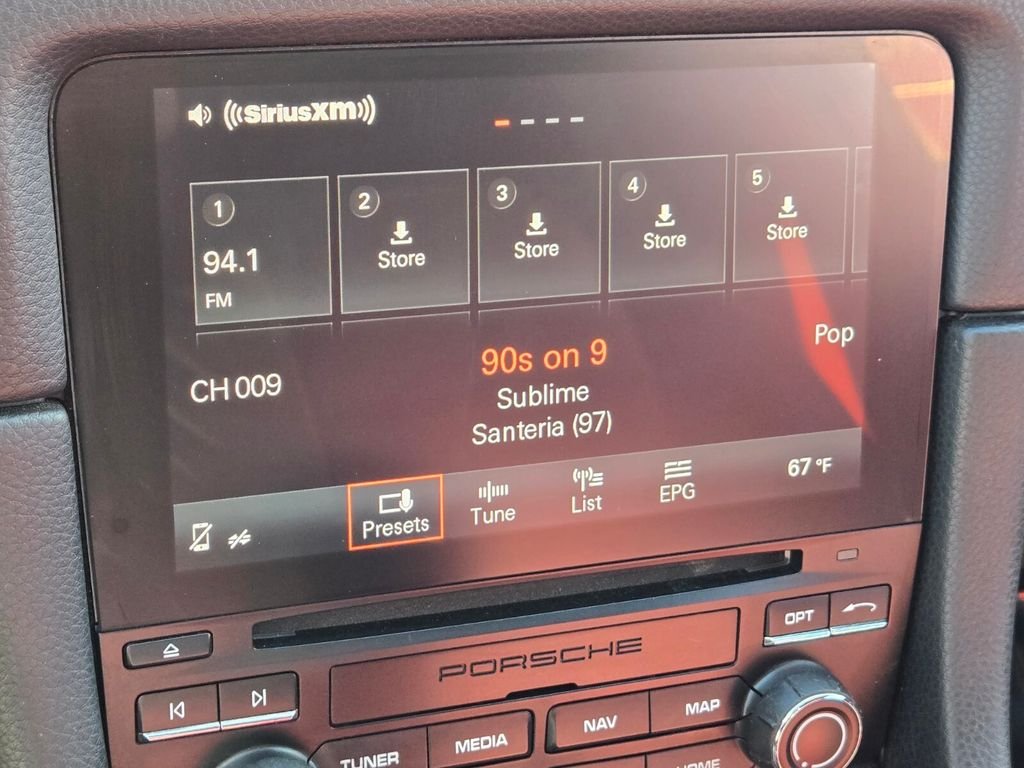 ((SiriusXM))
1
2
3
4
5
94.1
FM
Store
Store
Store
Store
Pop
CH 009
90s on 9
Sublime
Santeria (97)
Presets
Tune
List
EPG
67 °F
OPT
PORSCHE
TUNER
MEDIA
NAV
MAP
HOME